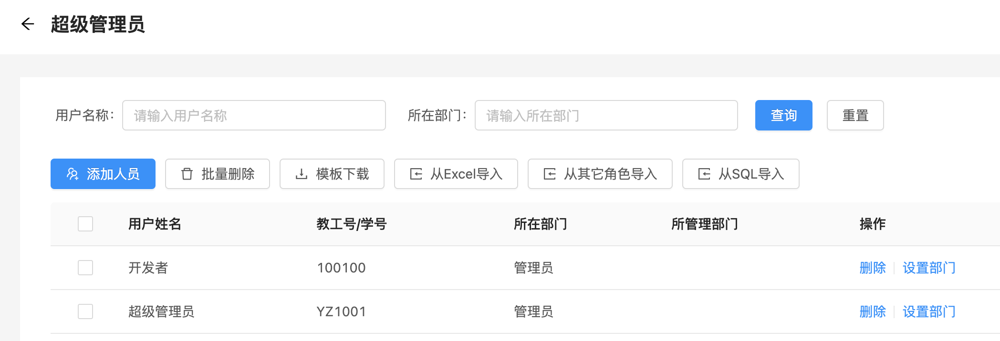 超级管理员
用户名称： 请输入用户名称 所在部门： 请输入所在部门 查询 重置
添加人员 批量删除 模板下载 从Excel导入 从其它角色导入 从SQL导入
用户姓名 教工号/学号 所在部门 所管理部门 操作
开发者 100100 管理员 删除 设置部门
超级管理员 YZ1001 管理员 删除 设置部门